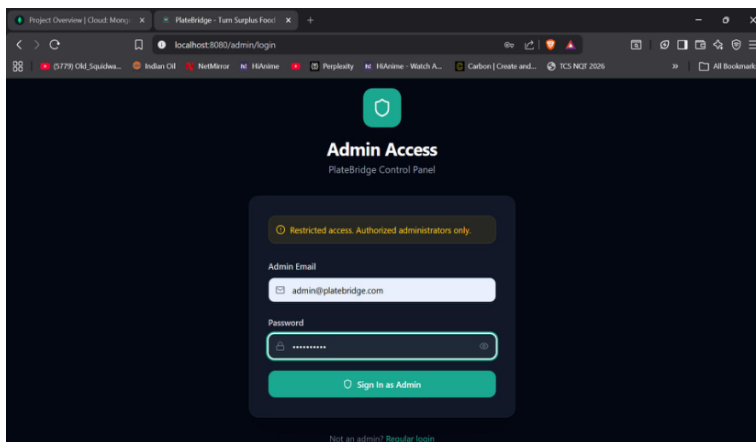 Project Overview | Cloud: Mong
PlateBridge - Turn Surplus Food
localhost:8080/admin/login
(5779) Old_Squidwa...
Indian Oil
NetMirror
HiAnime
Perplexity
HiAnime - Watch A...
Carbon | Create and...
TCS NQT 2026
All Bookmarks
Admin Access
PlateBridge Control Panel
Restricted access. Authorized administrators only.
Admin Email
admin@platebridge.com
Password
Sign In as Admin
Not an admin? Regular login